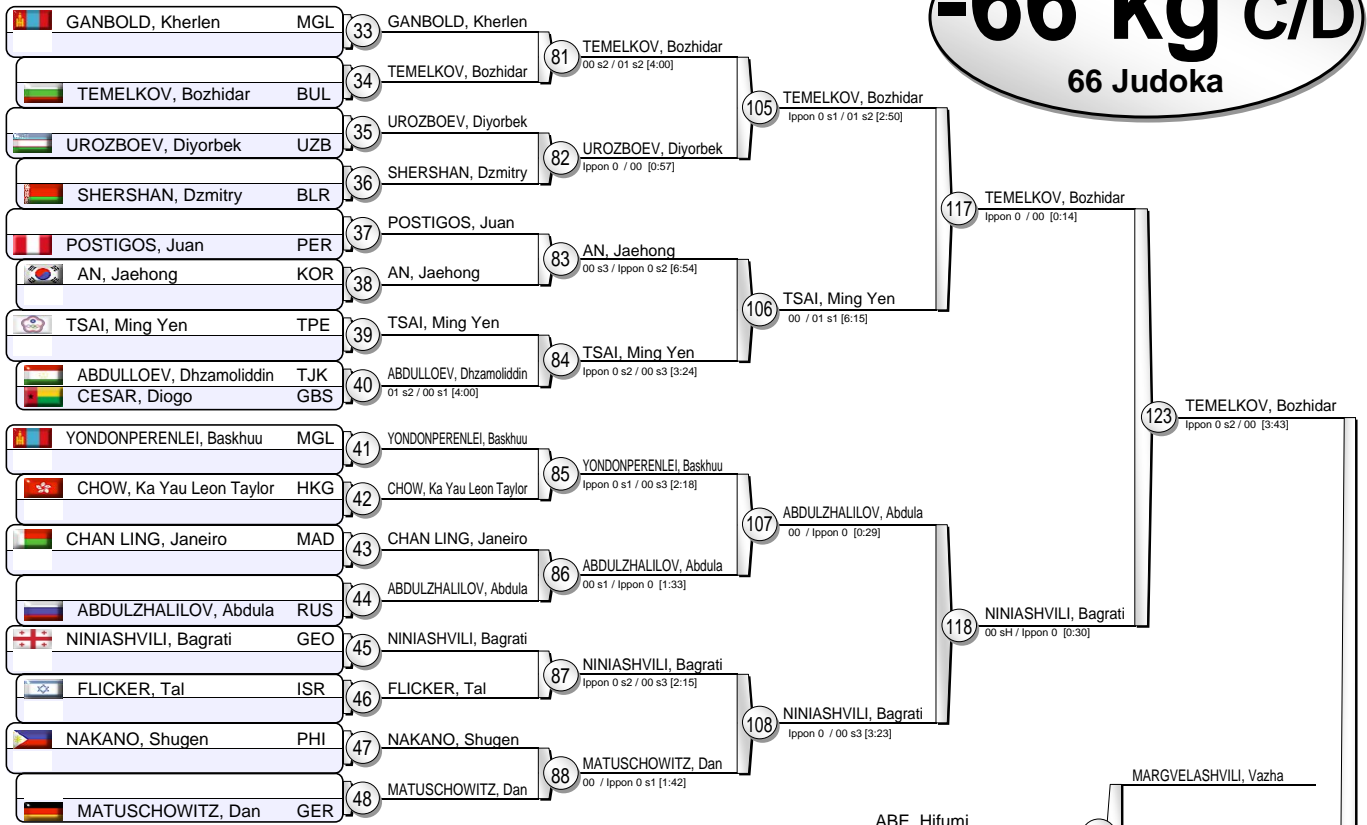 -66 kg C/D
66 Judoka
GANBOLD, Kherlen MGL
TEMELKOV, Bozhidar BUL
UROZBOEV, Diyorbek UZB
SHERSHAN, Dzmitry BLR
POSTIGOS, Juan PER
AN, Jaehong KOR
TSAI, Ming Yen TPE
ABDULLOEV, Dhzamoliddin TJK
CESAR, Diogo GBS
YONDONPERENLEI, Baskhuu MGL
CHOW, Ka Yau Leon Taylor HKG
CHAN LING, Janeiro MAD
ABDULZHALILOV, Abdula RUS
NINIASHVILI, Bagrati GEO
FLICKER, Tal ISR
NAKANO, Shugen PHI
MATUSCHOWITZ, Dan GER
33 GANBOLD, Kherlen
34 TEMELKOV, Bozhidar
35 UROZBOEV, Diyorbek
36 SHERSHAN, Dzmitry
37 POSTIGOS, Juan
38 AN, Jaehong
39 TSAI, Ming Yen
40 ABDULLOEV, Dhzamoliddin
01 s2 / 00 s1 [4:00]
41 YONDONPERENLEI, Baskhuu
42 CHOW, Ka Yau Leon Taylor
43 CHAN LING, Janeiro
44 ABDULZHALILOV, Abdula
45 NINIASHVILI, Bagrati
46 FLICKER, Tal
47 NAKANO, Shugen
48 MATUSCHOWITZ, Dan
81 TEMELKOV, Bozhidar
00 s2 / 01 s2 [4:00]
82 UROZBOEV, Diyorbek
Ippon 0 / 00 [0:57]
83 AN, Jaehong
00 s3 / Ippon 0 s2 [6:54]
84 TSAI, Ming Yen
Ippon 0 s2 / 00 s3 [3:24]
85 YONDONPERENLEI, Baskhuu
Ippon 0 s1 / 00 s3 [2:18]
86 ABDULZHALILOV, Abdula
00 s1 / Ippon 0 [1:33]
87 NINIASHVILI, Bagrati
Ippon 0 s2 / 00 s3 [2:15]
88 MATUSCHOWITZ, Dan
00 / Ippon 0 s1 [1:42]
105 TEMELKOV, Bozhidar
Ippon 0 s1 / 01 s2 [2:50]
106 TSAI, Ming Yen
00 / 01 s1 [6:15]
107 ABDULZHALILOV, Abdula
00 / Ippon 0 [0:29]
108 NINIASHVILI, Bagrati
Ippon 0 / 00 s3 [3:23]
117 TEMELKOV, Bozhidar
Ippon 0 / 00 [0:14]
118 NINIASHVILI, Bagrati
00 sH / Ippon 0 [0:30]
123 TEMELKOV, Bozhidar
Ippon 0 s2 / 00 [3:43]
MARGVELASHVILI, Vazha
ABE, Hifumi